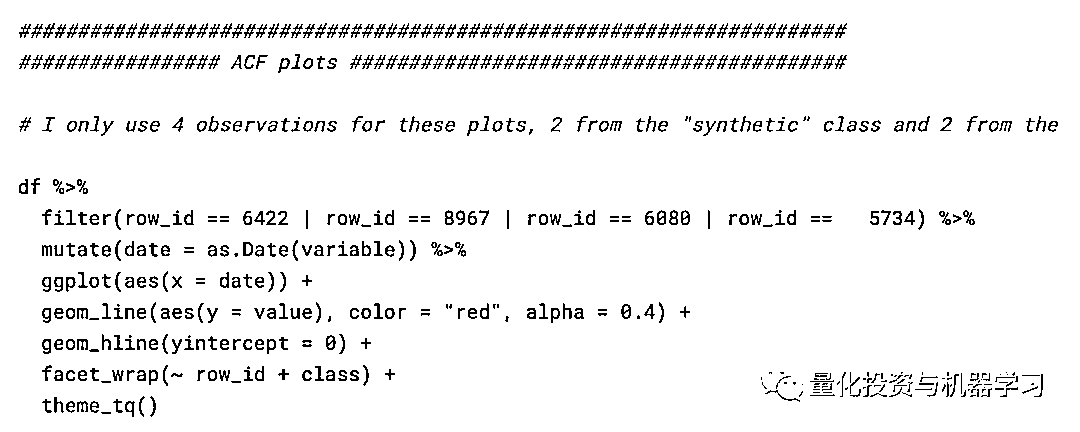 ######################################################################
################# ACF plots ##########################################
# I only use 4 observations for these plots, 2 from the "synthetic" class and 2 from the
df %>%
  filter(row_id == 6422 | row_id == 8967 | row_id == 6080 | row_id ==   5734) %>%
  mutate(date = as.Date(variable)) %>%
  ggplot(aes(x = date)) +
  geom_line(aes(y = value), color = "red", alpha = 0.4) +
  geom_hline(yintercept = 0) +
  facet_wrap(~ row_id + class) +
  theme_tq()
量化投资与机器学习